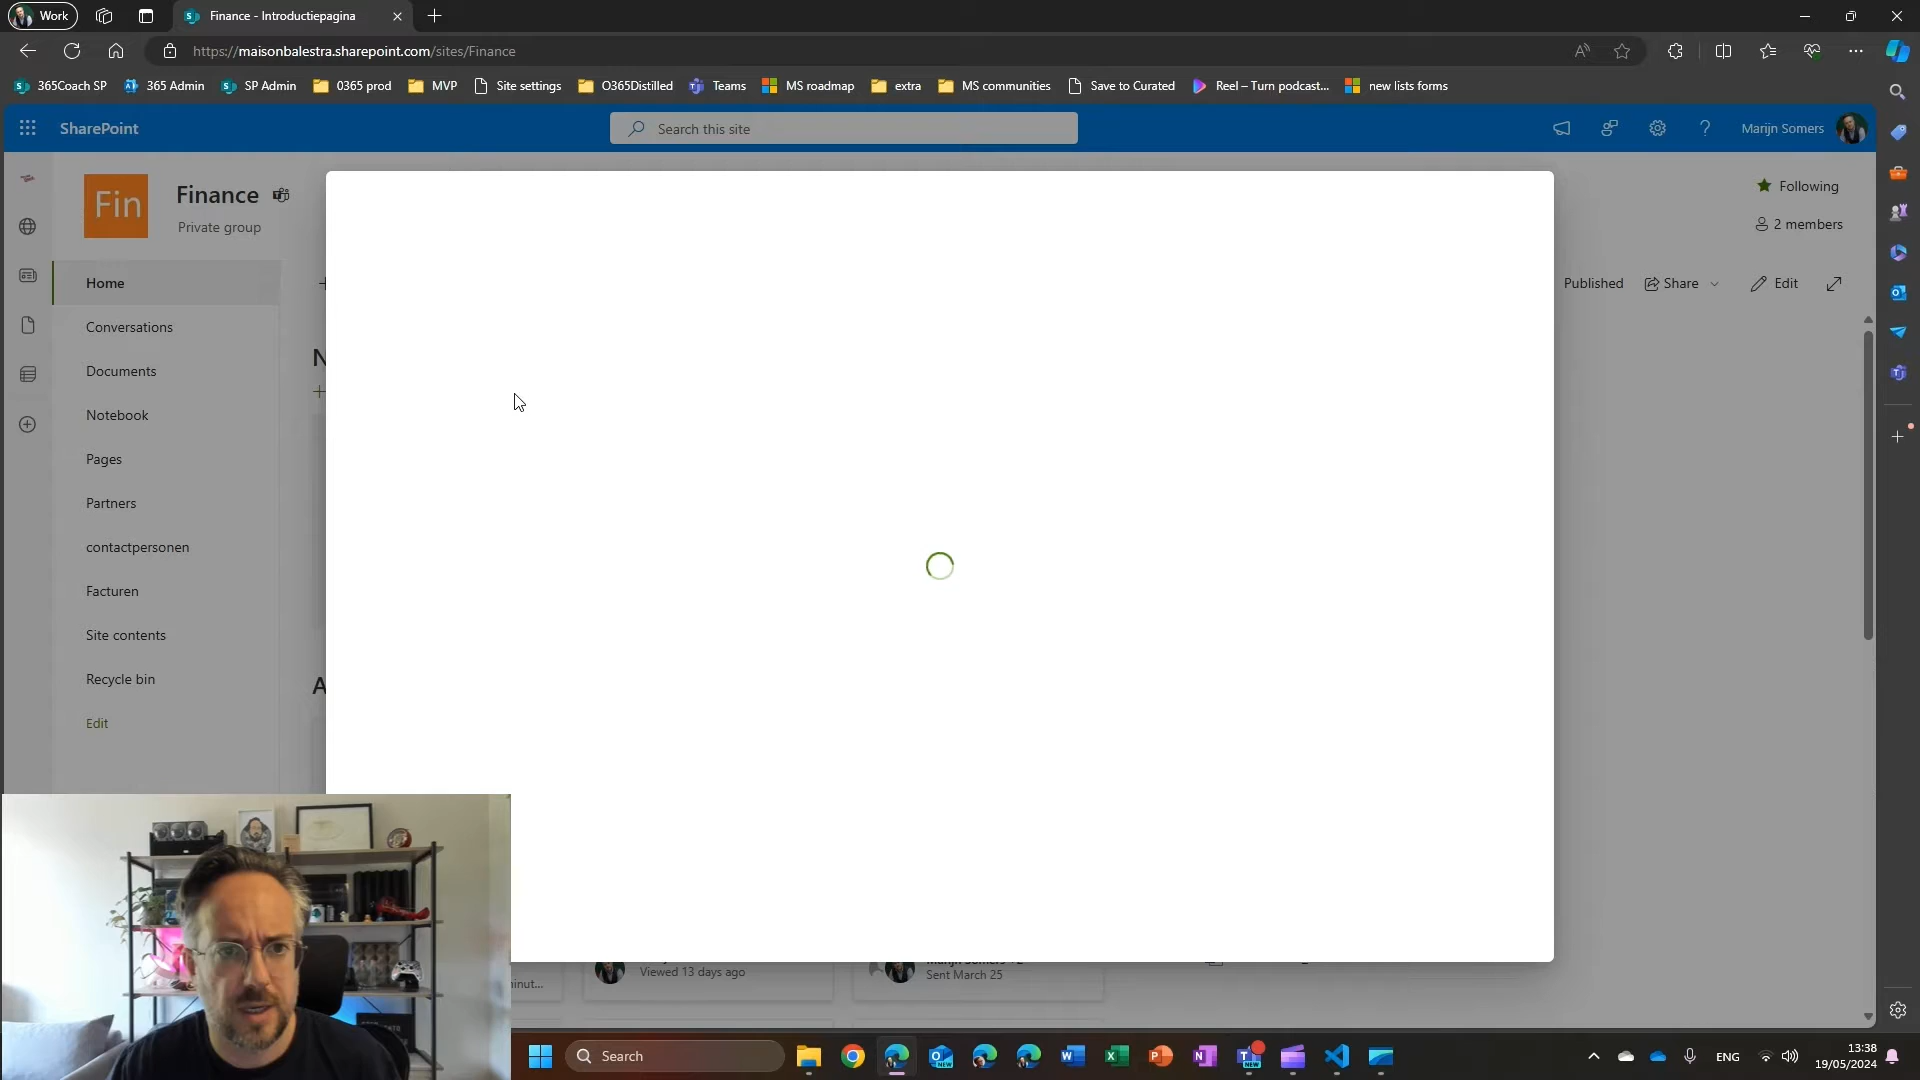 Work
Finance - Introductiepagina
https://maisonbalestra.sharepoint.com/sites/Finance
365Coach SP
365 Admin
SP Admin
0365 prod
MVP
Site settings
O365Distilled
Teams
MS roadmap
extra
MS communities
Save to Curated
Reel – Turn podcast...
new lists forms
SharePoint
Search this site
Marijn Somers
Fin
Finance
Private group
Following
2 members
Home
Conversations
Documents
Notebook
Pages
Partners
contactpersonen
Facturen
Site contents
Recycle bin
Edit
Published
Share
Edit
N
A
minut...
Viewed 13 days ago
Sent March 25
Search
ENG
13:38
19/05/2024